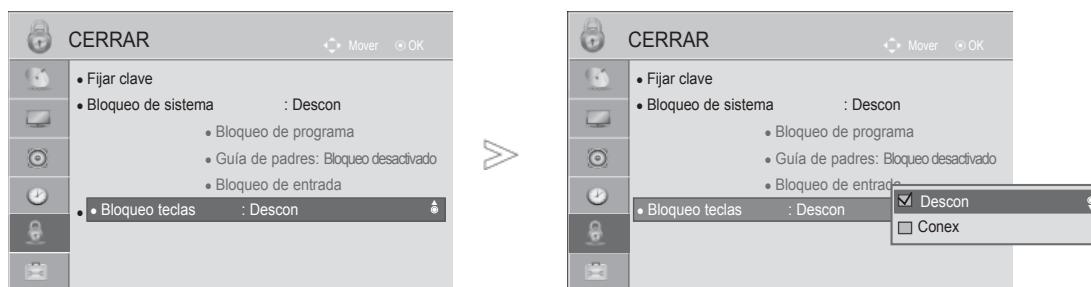 CERRAR
Mover OK
• Fijar clave
• Bloqueo de sistema : Descon
• Bloqueo de programa
• Guía de padres: Bloqueo desactivado
• Bloqueo de entrada
• • Bloqueo teclas : Descon
CERRAR
Mover OK
• Fijar clave
• Bloqueo de sistema : Descon
• Bloqueo de programa
• Guía de padres: Bloqueo desactivado
• Bloqueo de entrada
• Bloqueo teclas : Descon
Descon
Conex